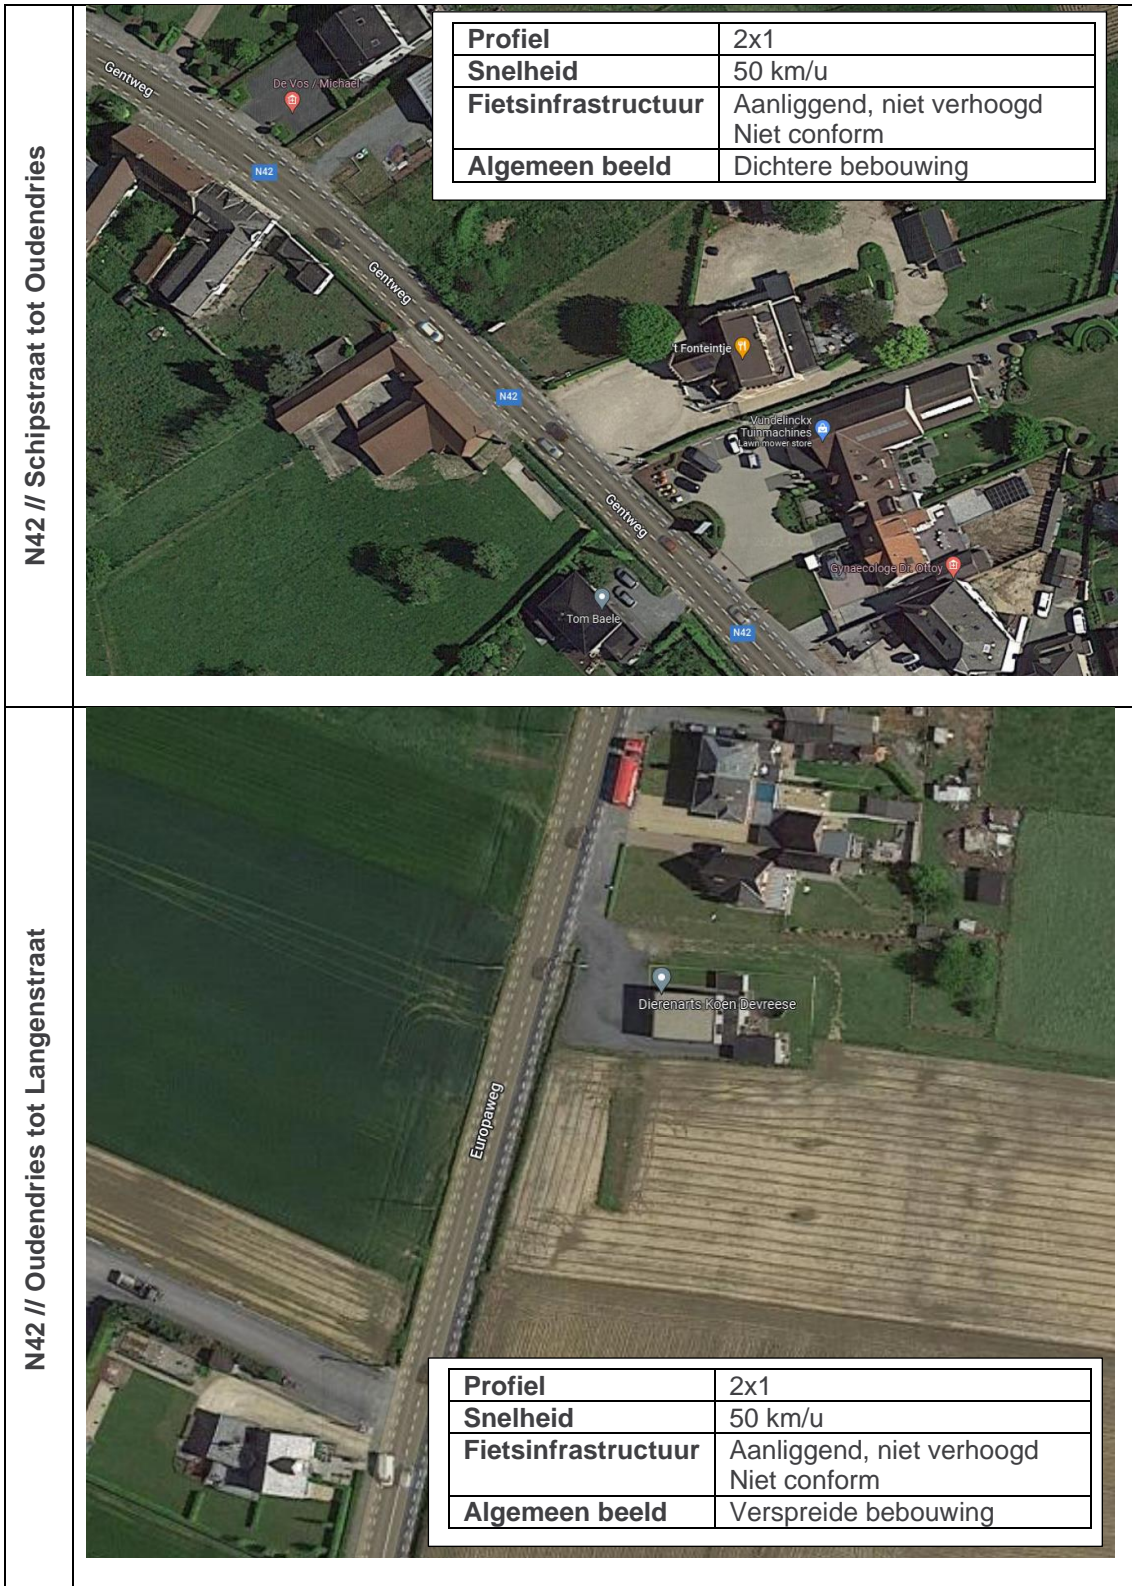 N42 // Schipstraat tot Oudendries
Profiel 2x1
Snelheid 50 km/u
Fietsinfrastructuur Aanliggend, niet verhoogd
Niet conform
Algemeen beeld Dichtere bebouwing
Gentweg
De Vos / Michael
N42
Gentweg
't Fonteintje
N42
Vundelinckx
Tuinmachines
Lawn mower store
Gentweg
Gynaecologe Dr. Ottoy
Tom Baele
N42
N42 // Oudendries tot Langenstraat
Dierenarts Koen Devreese
Europaweg
Profiel 2x1
Snelheid 50 km/u
Fietsinfrastructuur Aanliggend, niet verhoogd
Niet conform
Algemeen beeld Verspreide bebouwing